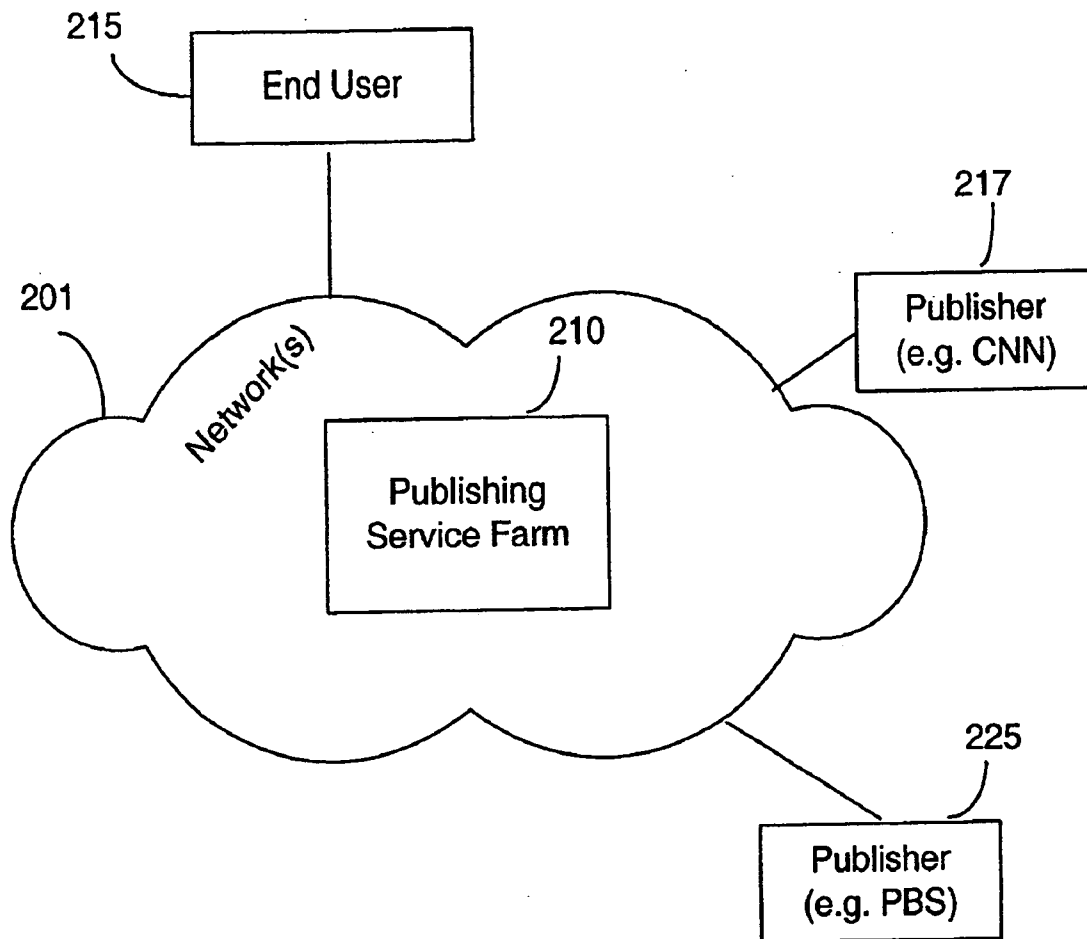 215
End User
217
Publisher
(e.g. CNN)
201
Network(s)
210
Publishing
Service Farm
225
Publisher
(e.g. PBS)